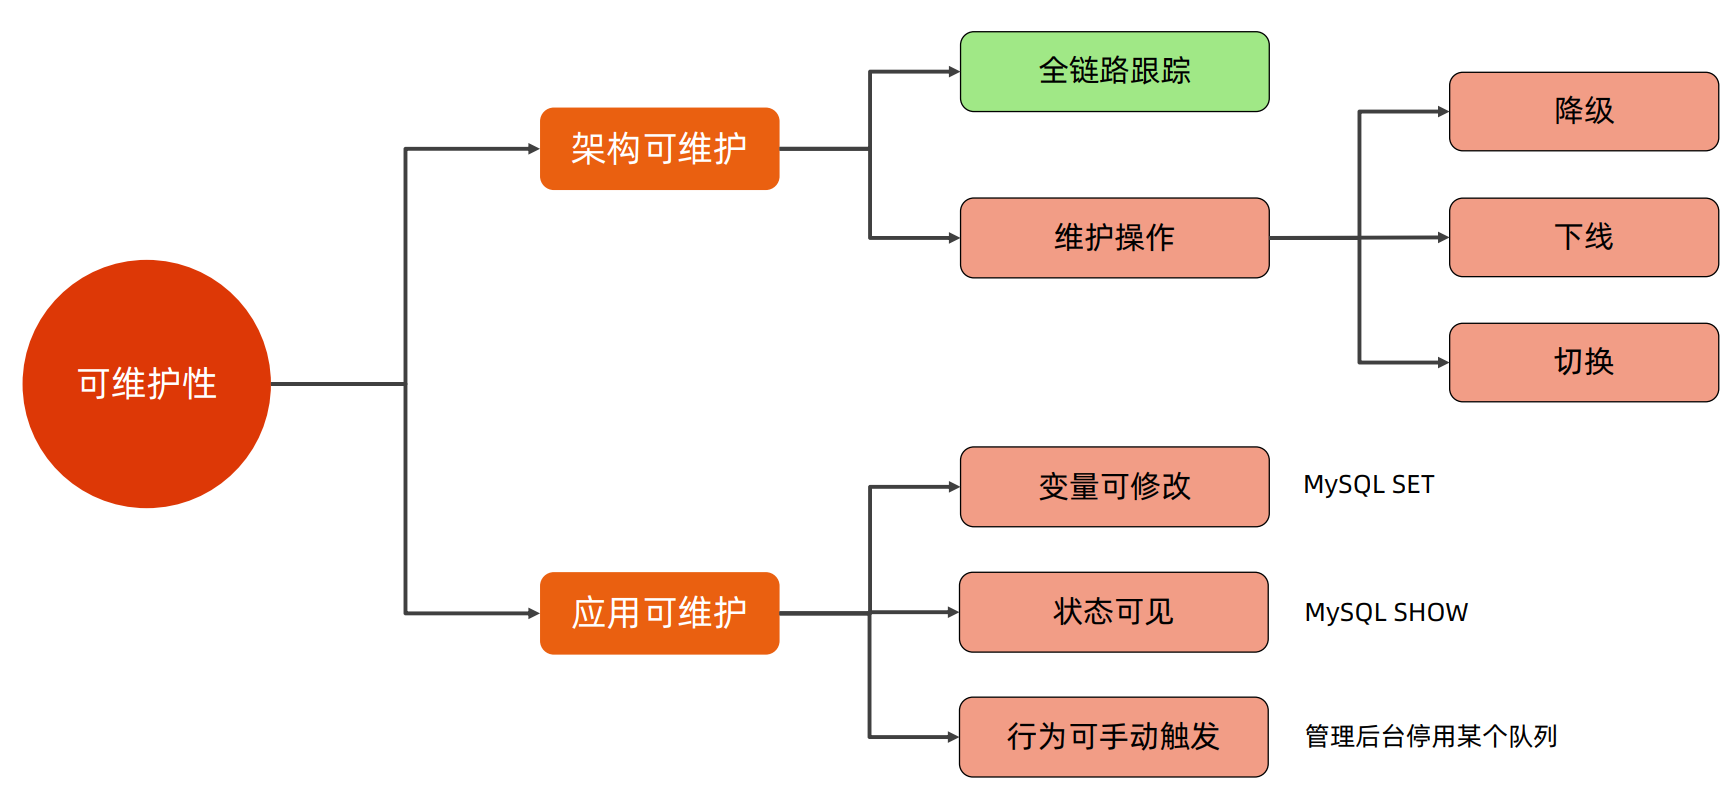 可维护性
架构可维护
全链路跟踪
维护操作
降级
下线
切换
应用可维护
变量可修改
MySQL SET
状态可见
MySQL SHOW
行为可手动触发
管理后台停用某个队列